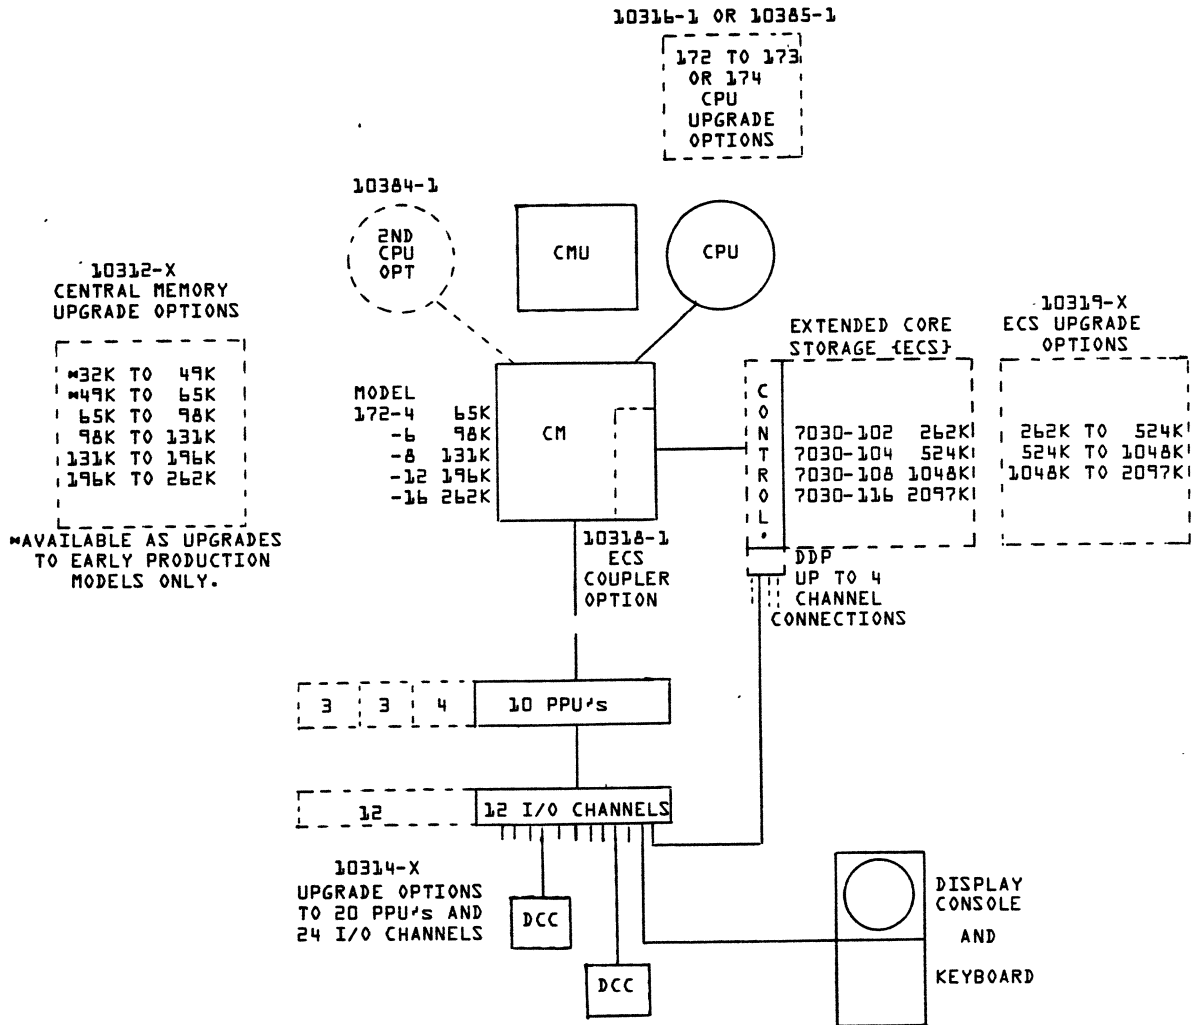 10316-1 OR 10385-1
172 TO 173
OR 174
CPU
UPGRADE
OPTIONS
10384-1
2ND
CPU
OPT
CMU
CPU
10312-X
CENTRAL MEMORY
UPGRADE OPTIONS
*32K TO 49K
*49K TO 65K
65K TO 98K
98K TO 131K
131K TO 196K
196K TO 262K
*AVAILABLE AS UPGRADES
TO EARLY PRODUCTION
MODELS ONLY.
MODEL
172-4 65K
-6 98K
-8 131K
-12 196K
-16 262K
CM
10318-1
ECS
COUPLER
OPTION
EXTENDED CORE
STORAGE {ECS}
CONTROL.
7030-102 262K
7030-104 524K
7030-108 1048K
7030-116 2097K
10319-X
ECS UPGRADE
OPTIONS
262K TO 524K
524K TO 1048K
1048K TO 2097K
DDP
UP TO 4
CHANNEL
CONNECTIONS
3 3 4 10 PPU's
12 12 I/O CHANNELS
10314-X
UPGRADE OPTIONS
TO 20 PPU's AND
24 I/O CHANNELS
DCC
DCC
DISPLAY
CONSOLE
AND
KEYBOARD